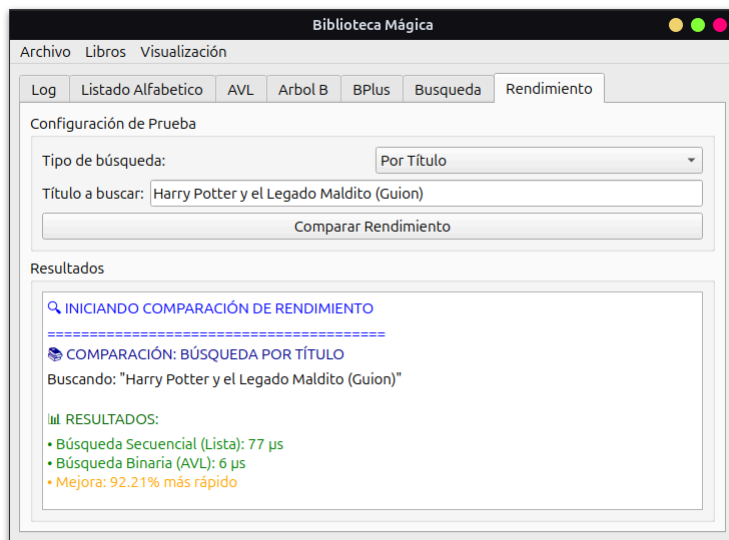 Biblioteca Mágica
Archivo Libros Visualización
Log Listado Alfabetico AVL Arbol B BPlus Busqueda Rendimiento
Configuración de Prueba
Tipo de búsqueda: Por Título
Título a buscar: Harry Potter y el Legado Maldito (Guion)
Comparar Rendimiento
Resultados
🔍 INICIANDO COMPARACIÓN DE RENDIMIENTO
========================================
📚 COMPARACIÓN: BÚSQUEDA POR TÍTULO
Buscando: "Harry Potter y el Legado Maldito (Guion)"
📊 RESULTADOS:
• Búsqueda Secuencial (Lista): 77 µs
• Búsqueda Binaria (AVL): 6 µs
• Mejora: 92.21% más rápido